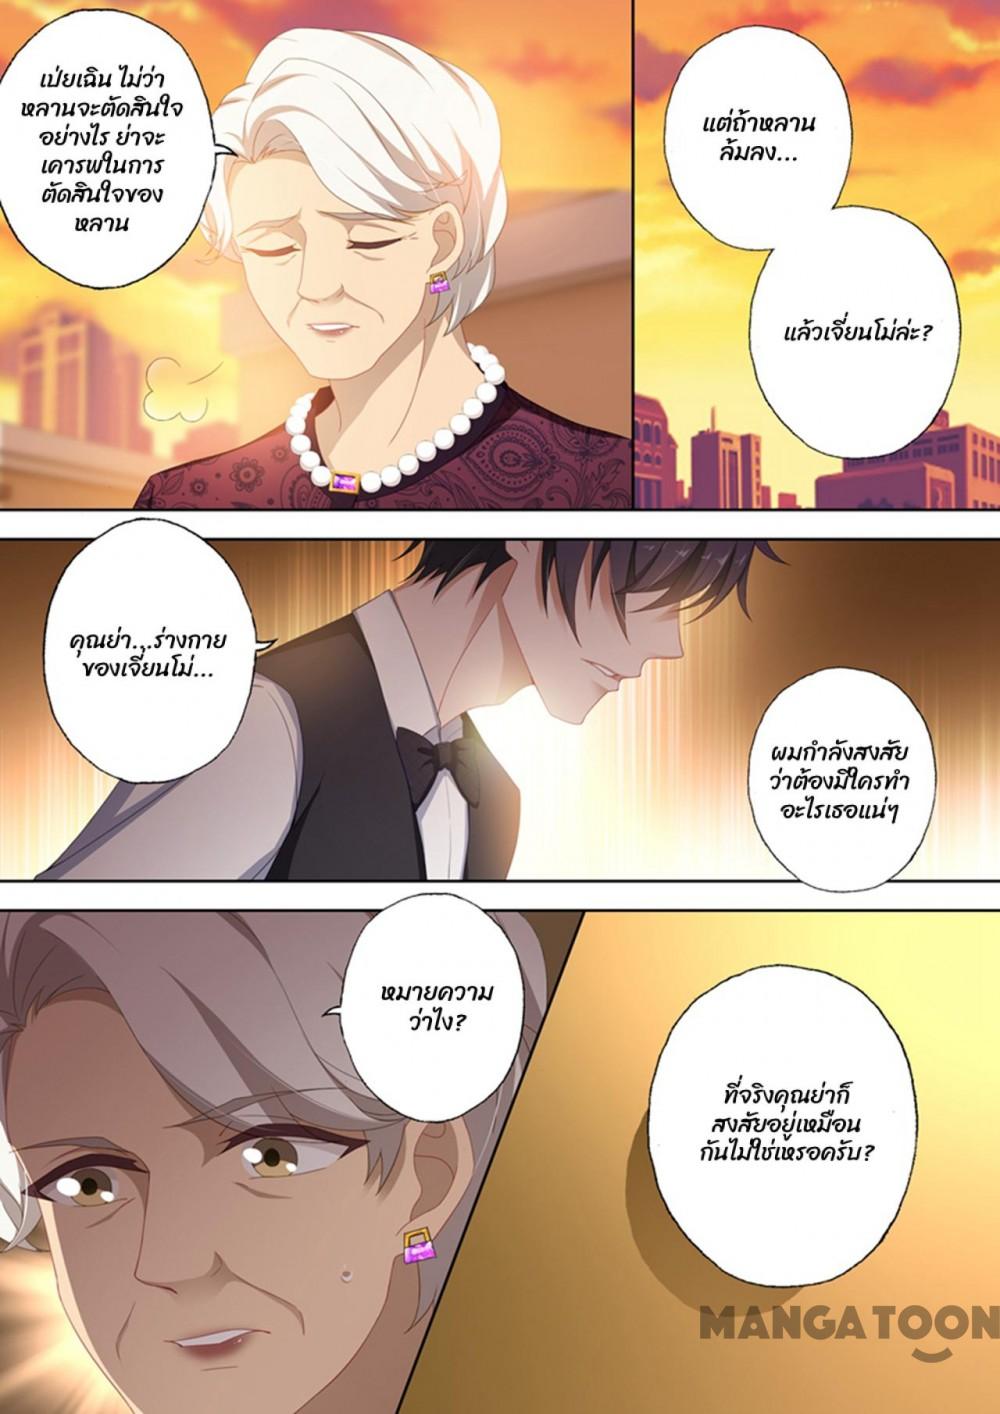 เป่ยเฉิน ไม่ว่า
หลานจะตัดสินใจ
อย่างไร ย่าจะ
เคารพในการ
ตัดสินใจของ
หลาน
แต่ถ้าหลาน
ล้มลง...
แล้วเจี่ยนโม่ล่ะ?
คุณย่า...ร่างกาย
ของเจี่ยนโม่...
ผมกำลังสงสัย
ว่าต้องมีใครทำ
อะไรเธอแน่ๆ
หมายความ
ว่าไง?
ที่จริงคุณย่าก็
สงสัยอยู่เหมือน
กันไม่ใช่เหรอครับ?
MANGATOON